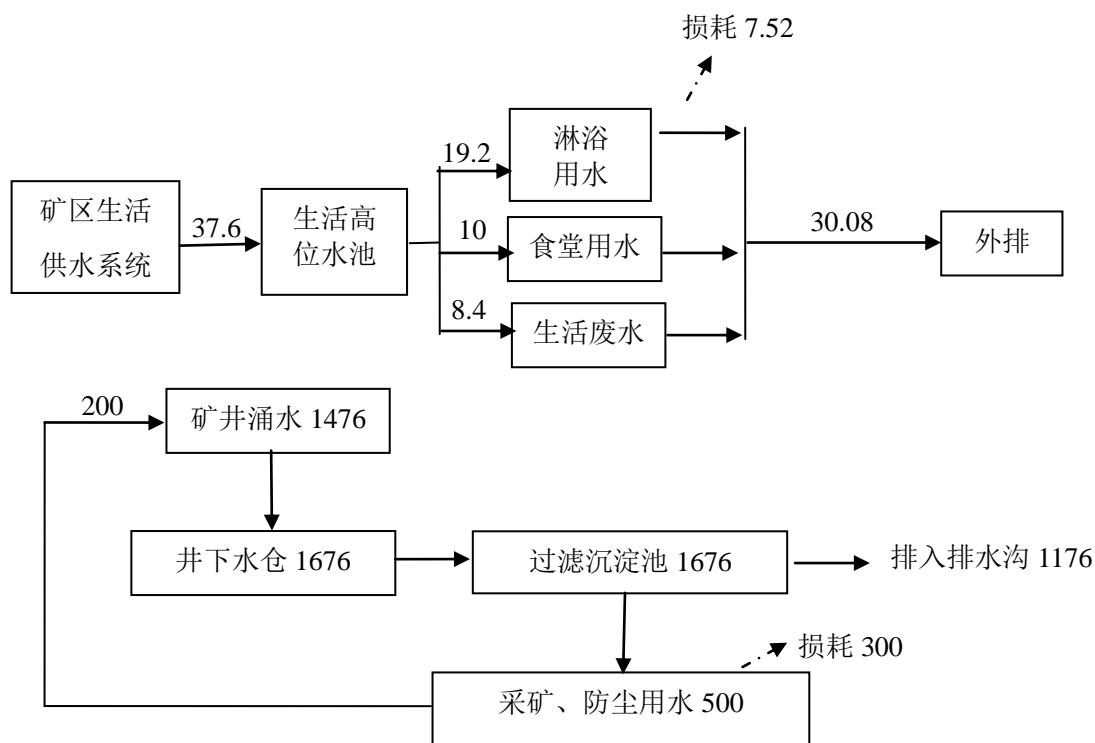 损耗 7.52
淋浴
用水
19.2
矿区生活
供水系统
37.6
生活高
位水池
10
食堂用水
30.08
外排
8.4
生活废水
200
矿井涌水 1476
井下水仓 1676
过滤沉淀池 1676
排入排水沟 1176
损耗 300
采矿、防尘用水 500